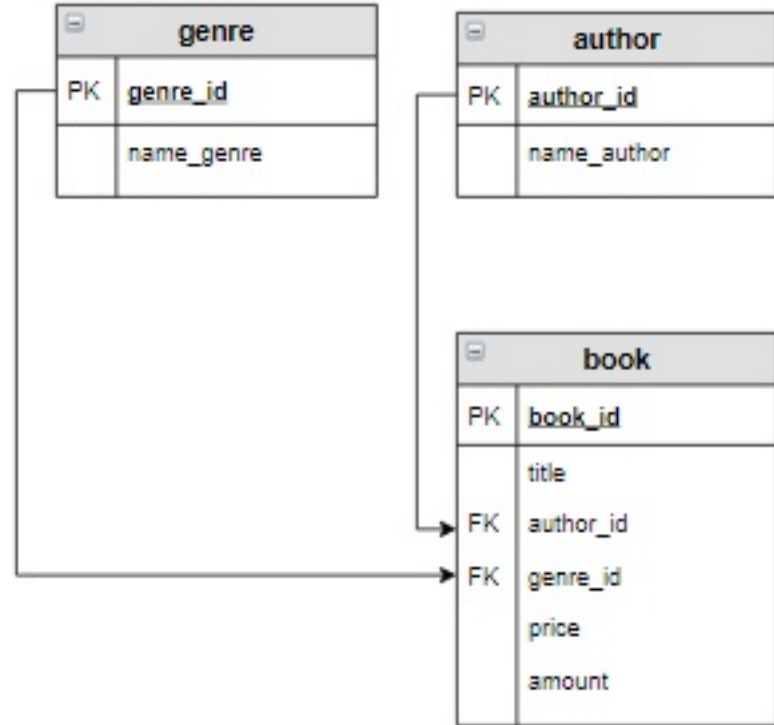 genre
PK genre_id
name_genre
author
PK author_id
name_author
book
PK book_id
title
FK author_id
FK genre_id
price
amount